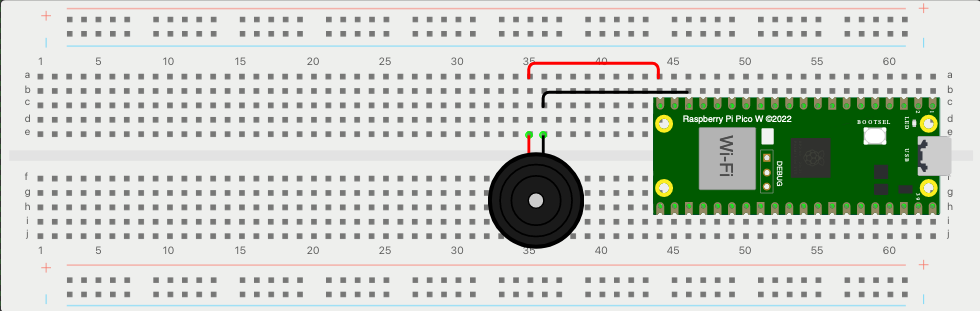 1 5 10 15 20 25 30 35 40 45 50 55 60
a a
b b
c c
d d
e e
Raspberry Pi Pico W ©2022
BOOTSEL
LED
USB
Wi-Fi
DEBUG
f
g g
h h
i i
j j
1 5 10 15 20 25 30 35 40 45 50 55 60